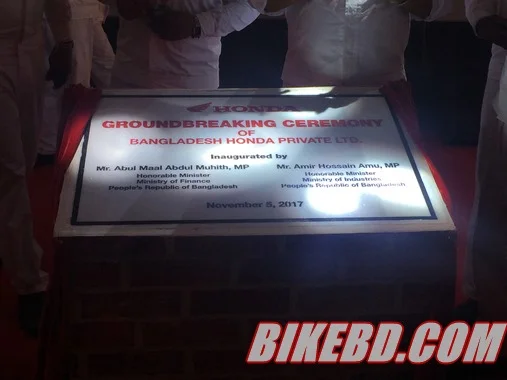 HONDA
GROUNDBREAKING CEREMONY
OF
BANGLADESH HONDA PRIVATE LTD.
Inaugurated by
Mr. Abul Maal Abdul Muhith, MP
Honorable Minister
Ministry of Finance
People's Republic of Bangladesh
Mr. Amir Hossain Amu, MP
Honorable Minister
Ministry of Industries
People's Republic of Bangladesh
November 5, 2017
BIKEBD.COM